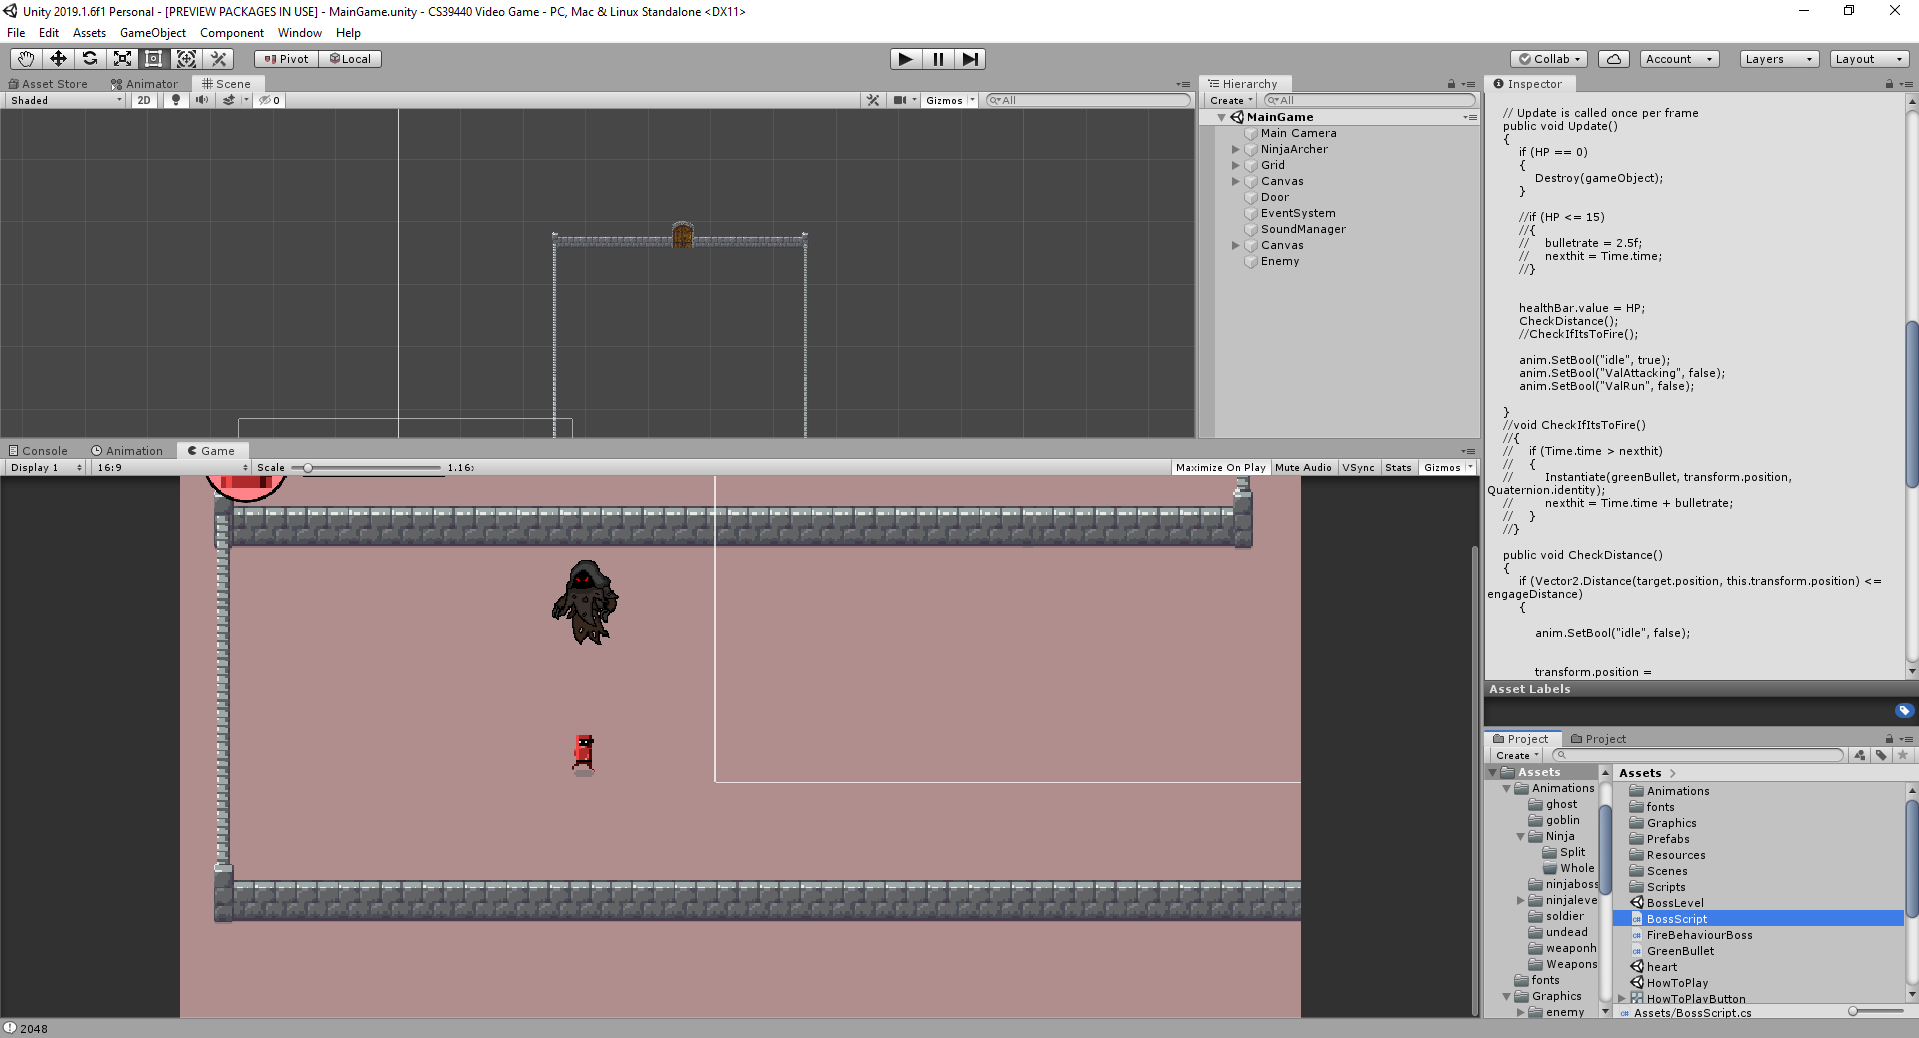 Unity 2019.1.6f1 Personal - [PREVIEW PACKAGES IN USE] - MainGame.unity - CS39440 Video Game - PC, Mac & Linux Standalone <DX11>
File Edit Assets GameObject Component Window Help
Pivot Local Collab Account Layers Layout
Asset Store Animator Scene
Shaded 2D 0 Gizmos All
Hierarchy
Create All
MainGame
Main Camera
NinjaArcher
Grid
Canvas
Door
EventSystem
SoundManager
Canvas
Enemy
Console Animation Game
Display 1 16:9 Scale 1.16x Maximize On Play Mute Audio VSync Stats Gizmos
Inspector
// Update is called once per frame
public void Update()
{
if (HP == 0)
{
Destroy(gameObject);
}
//if (HP <= 15)
//{
// bulletrate = 2.5f;
// nexthit = Time.time;
//}
healthBar.value = HP;
CheckDistance();
//CheckIfItsToFire();
anim.SetBool("idle", true);
anim.SetBool("ValAttacking", false);
anim.SetBool("ValRun", false);
}
//void CheckIfItsToFire()
//{
// if (Time.time > nexthit)
// {
// Instantiate(greenBullet, transform.position,
Quaternion.identity);
// nexthit = Time.time + bulletrate;
// }
//}
public void CheckDistance()
{
if (Vector2.Distance(target.position, this.transform.position) <=
engageDistance)
{
anim.SetBool("idle", false);
transform.position =
Asset Labels
Project Project
Create
Assets
Animations
ghost
goblin
Ninja
Split
Whole
ninjaboss
ninjaleve
soldier
undead
weaponh
Weapons
fonts
Graphics
enemy
Assets
Animations
fonts
Graphics
Prefabs
Resources
Scenes
Scripts
BossLevel
BossScript
FireBehaviourBoss
GreenBullet
heart
HowToPlay
HowToPlayButton
Assets/BossScript.cs
2048